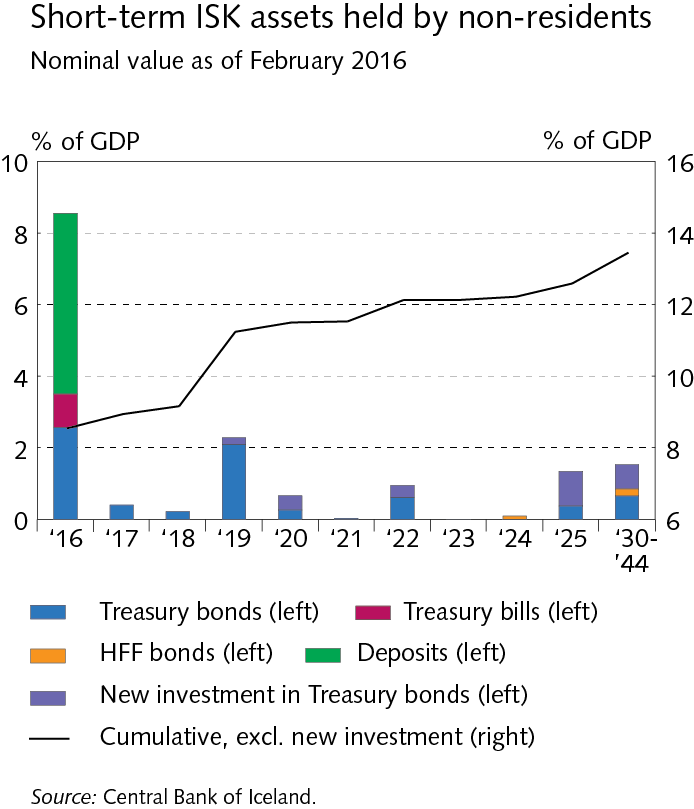 Short-term ISK assets held by non-residents
Nominal value as of February 2016
% of GDP
% of GDP
10
16
8
14
6
12
4
10
2
8
0
6
‘16
‘17
‘18
‘19
‘20
‘21
‘22
‘23
‘24
‘25
‘30-
’44
Treasury bonds (left)
Treasury bills (left)
HFF bonds (left)
Deposits (left)
New investment in Treasury bonds (left)
Cumulative, excl. new investment (right)
Source: Central Bank of Iceland.